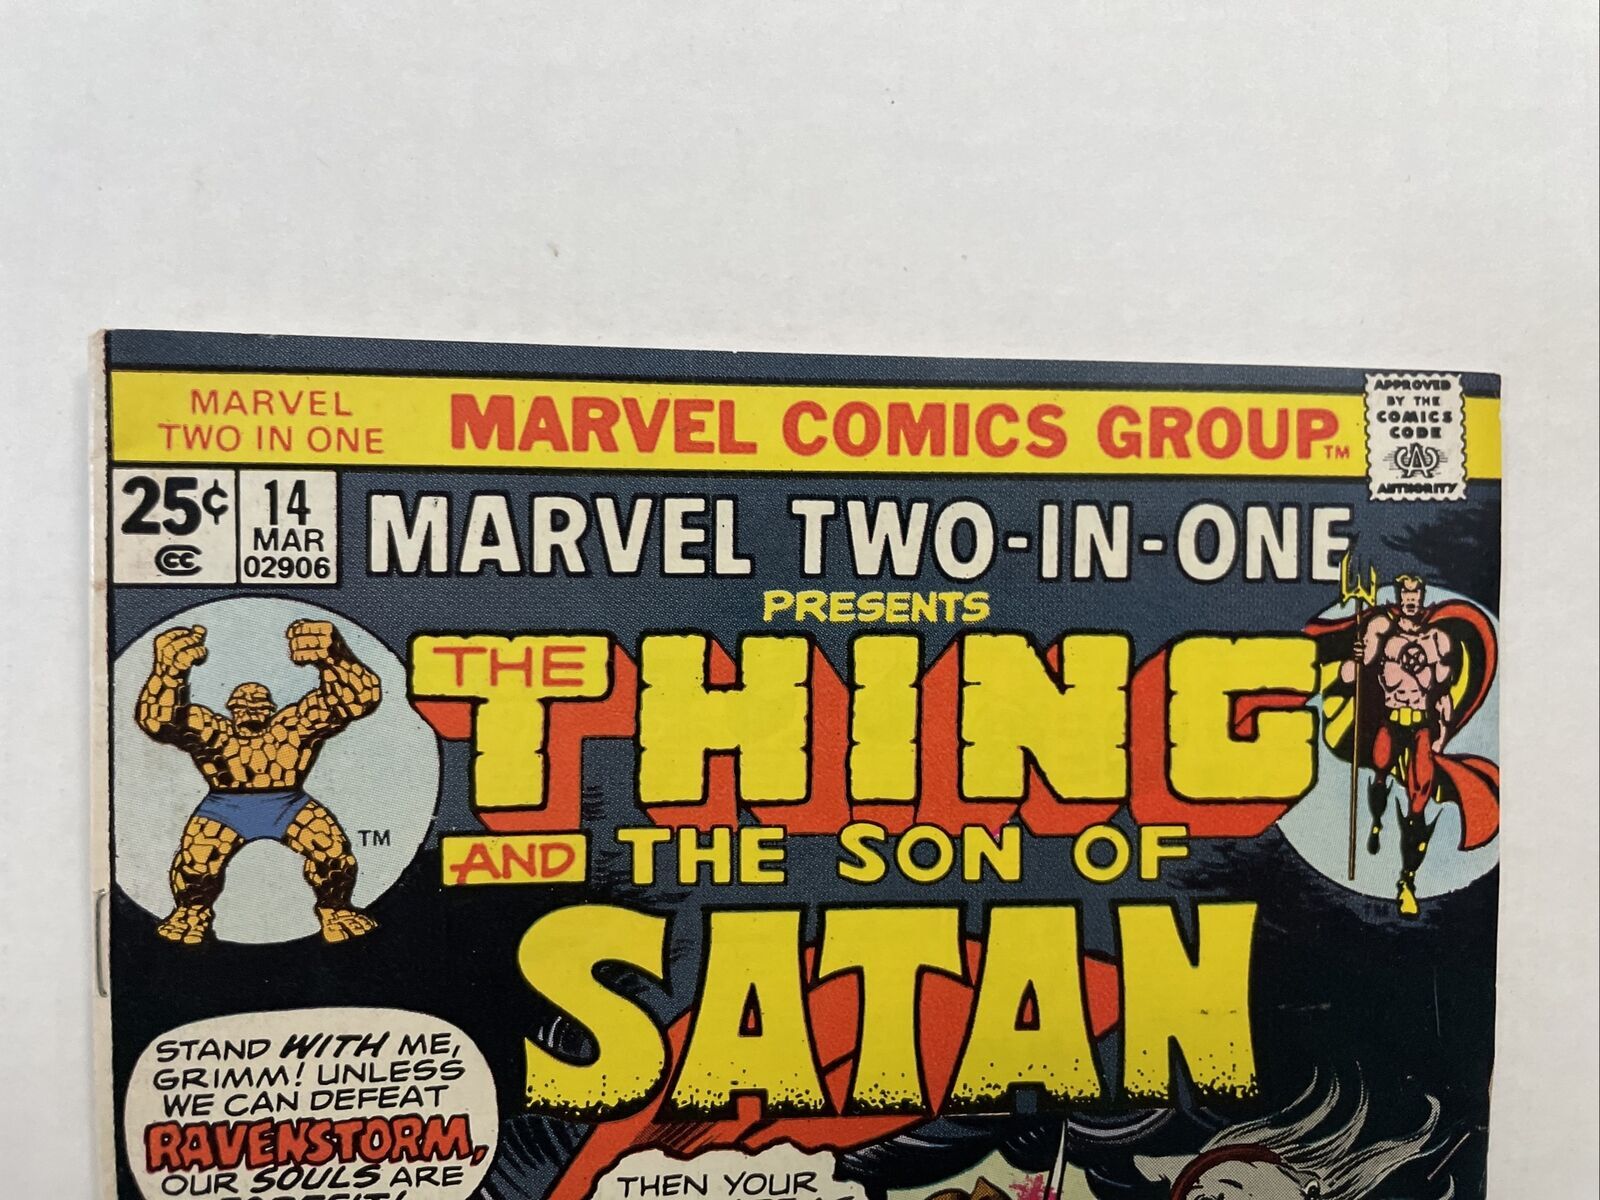 MARVEL
TWO IN ONE
MARVEL COMICS GROUP™
APPROVED
BY THE
COMICS
CODE
AUTHORITY
25¢
CC
14
MAR
02906
MARVEL TWO-IN-ONE
PRESENTS
THE THING
AND THE SON OF
SATAN
TM
STAND WITH ME,
GRIMM! UNLESS
WE CAN DEFEAT
RAVENSTORM,
OUR SOULS ARE
THEN YOUR